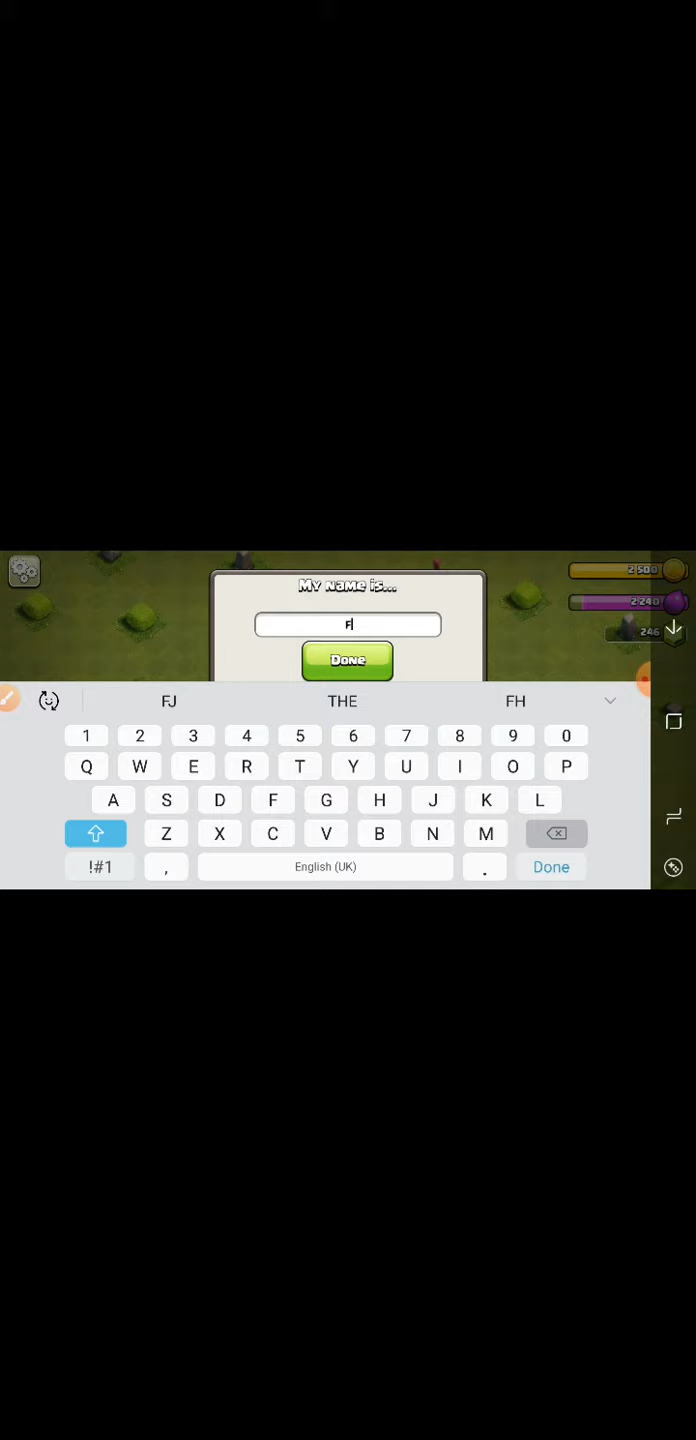 My name is...
2 500
F
2 240
246
Done
FJ THE FH
1 2 3 4 5 6 7 8 9 0
Q W E R T Y U I O P
A S D F G H J K L
Z X C V B N M
!#1 , English (UK) . Done